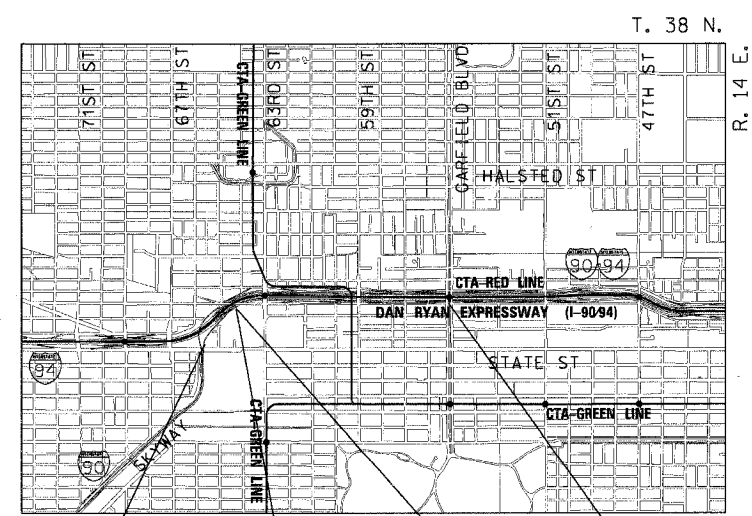 T. 38 N.
R. 14 E.
71ST ST
67TH ST
CTA-GREEN LINE
63RD ST
59TH ST
GARFIELD BLVD
51ST ST
47TH ST
HALSTED ST
90 94
CTA-RED LINE
DAN RYAN EXPRESSWAY (I-90/94)
94
STATE ST
CTA-GREEN LINE
CTA-GREEN LINE
SKYWAY
90